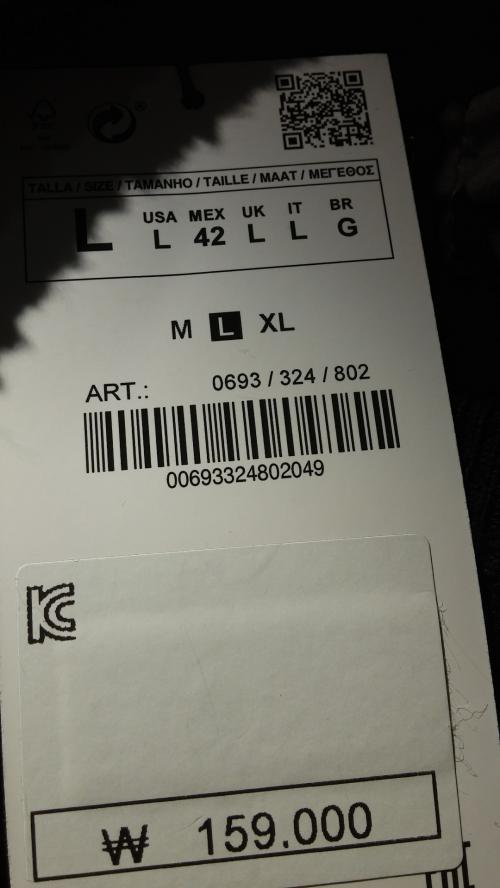 TALLA / SIZE / TAMANHO / TAILLE / MAAT / ΜΕΓΕΘΟΣ
USA MEX UK IT BR
L L 42 L L G
M L XL
ART.: 0693 / 324 / 802
00693324802049
KC
₩ 159.000